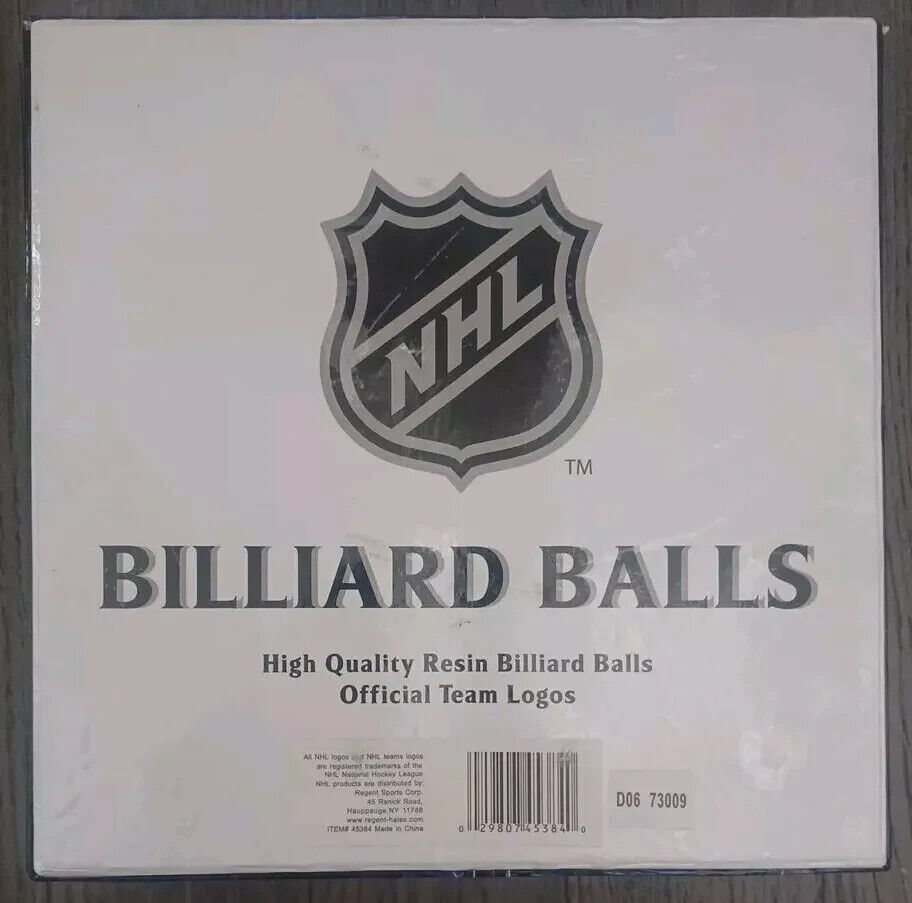 NHL
TM
BILLIARD BALLS
High Quality Resin Billiard Balls
Official Team Logos
All NHL logos and NHL teams logos
are registered trademarks of the
NHL National Hockey League
NHL products are distributed by:
Regent Sports Corp.
45 Ranick Road,
Hauppauge NY 11788
www.regent-halex.com
ITEM# 45384 Made in China
0 29807 45384 0
D06 73009